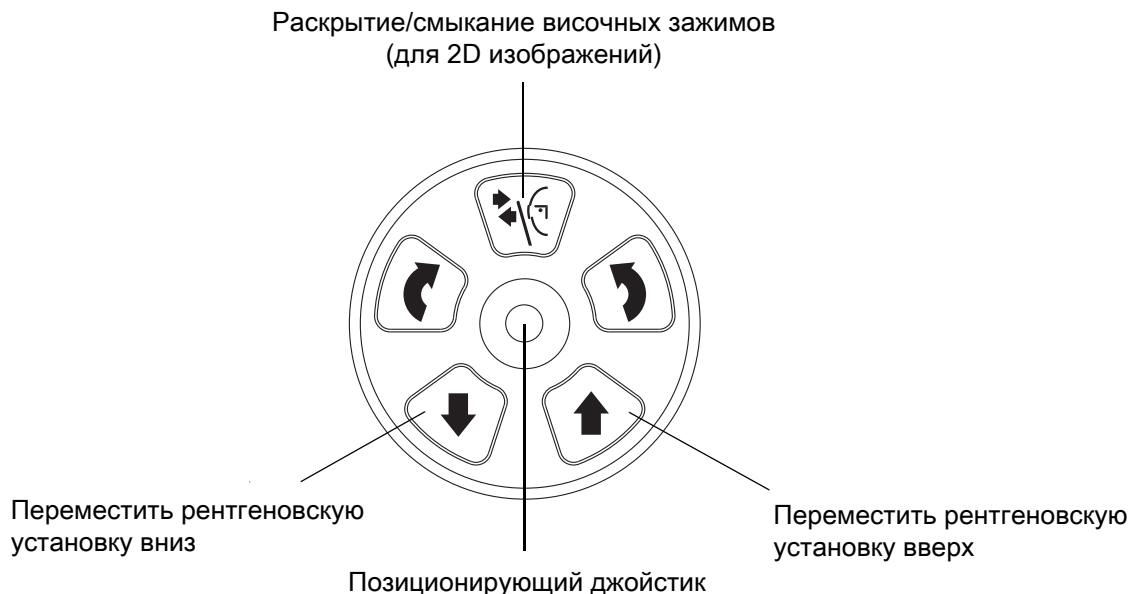 Раскрытие/смыкание височных зажимов
(для 2D изображений)
Переместить рентгеновскую
установку вниз
Переместить рентгеновскую
установку вверх
Позиционирующий джойстик